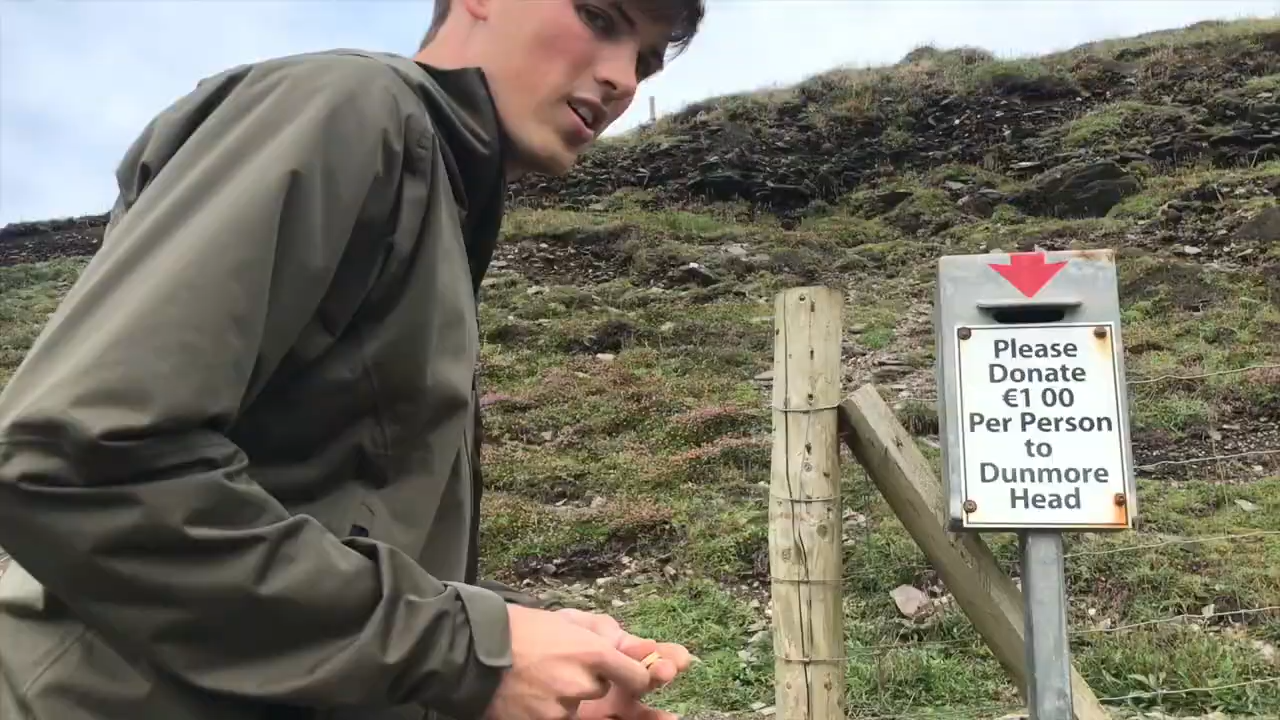 Please
Donate
€1 00
Per Person
to
Dunmore
Head